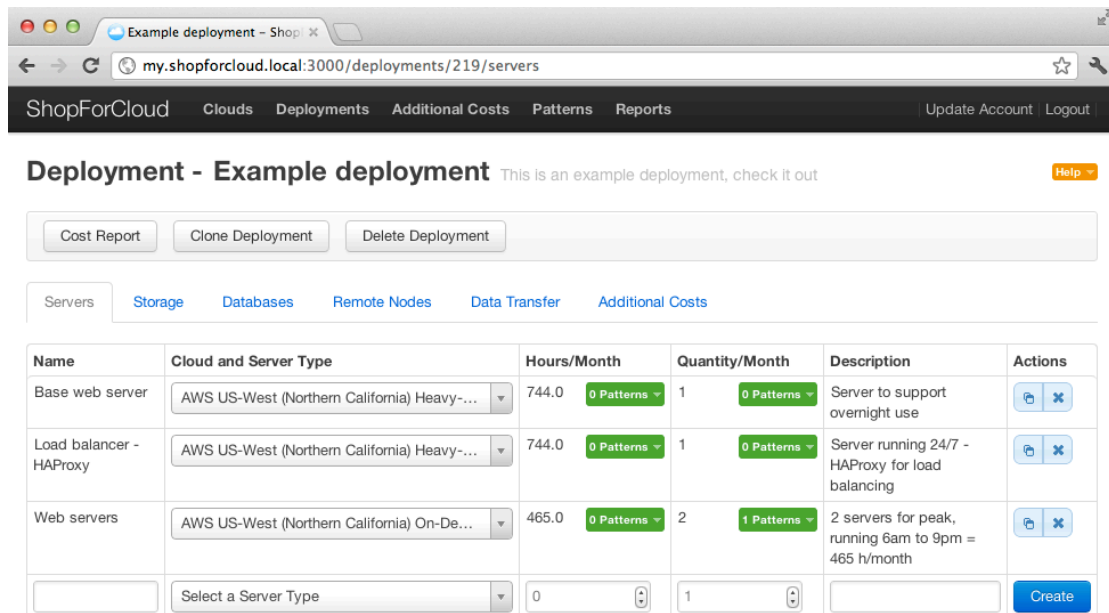 Example deployment – Shop
my.shopforcloud.local:3000/deployments/219/servers
ShopForCloud Clouds Deployments Additional Costs Patterns Reports Update Account Logout
Deployment - Example deployment This is an example deployment, check it out Help
Cost Report Clone Deployment Delete Deployment
Servers Storage Databases Remote Nodes Data Transfer Additional Costs
Name Cloud and Server Type Hours/Month Quantity/Month Description Actions
Base web server AWS US-West (Northern California) Heavy-... 744.0 0 Patterns 1 0 Patterns Server to support
overnight use
Load balancer - AWS US-West (Northern California) Heavy-... 744.0 0 Patterns 1 0 Patterns Server running 24/7 -
HAProxy HAProxy for load
balancing
Web servers AWS US-West (Northern California) On-De... 465.0 0 Patterns 2 1 Patterns 2 servers for peak,
running 6am to 9pm =
465 h/month
Select a Server Type 0 1 Create